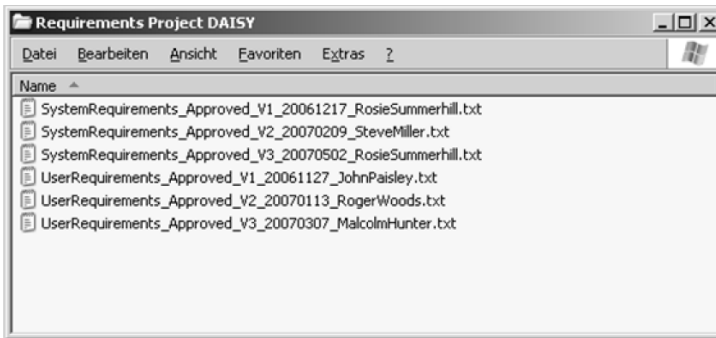 Requirements Project DAISY
Datei Bearbeiten Ansicht Favoriten Extras ?
Name
SystemRequirements_Approved_V1_20061217_RosieSummerhill.txt
SystemRequirements_Approved_V2_20070209_SteveMiller.txt
SystemRequirements_Approved_V3_20070502_RosieSummerhill.txt
UserRequirements_Approved_V1_20061127_JohnPaisley.txt
UserRequirements_Approved_V2_20070113_RogerWoods.txt
UserRequirements_Approved_V3_20070307_MalcolmHunter.txt